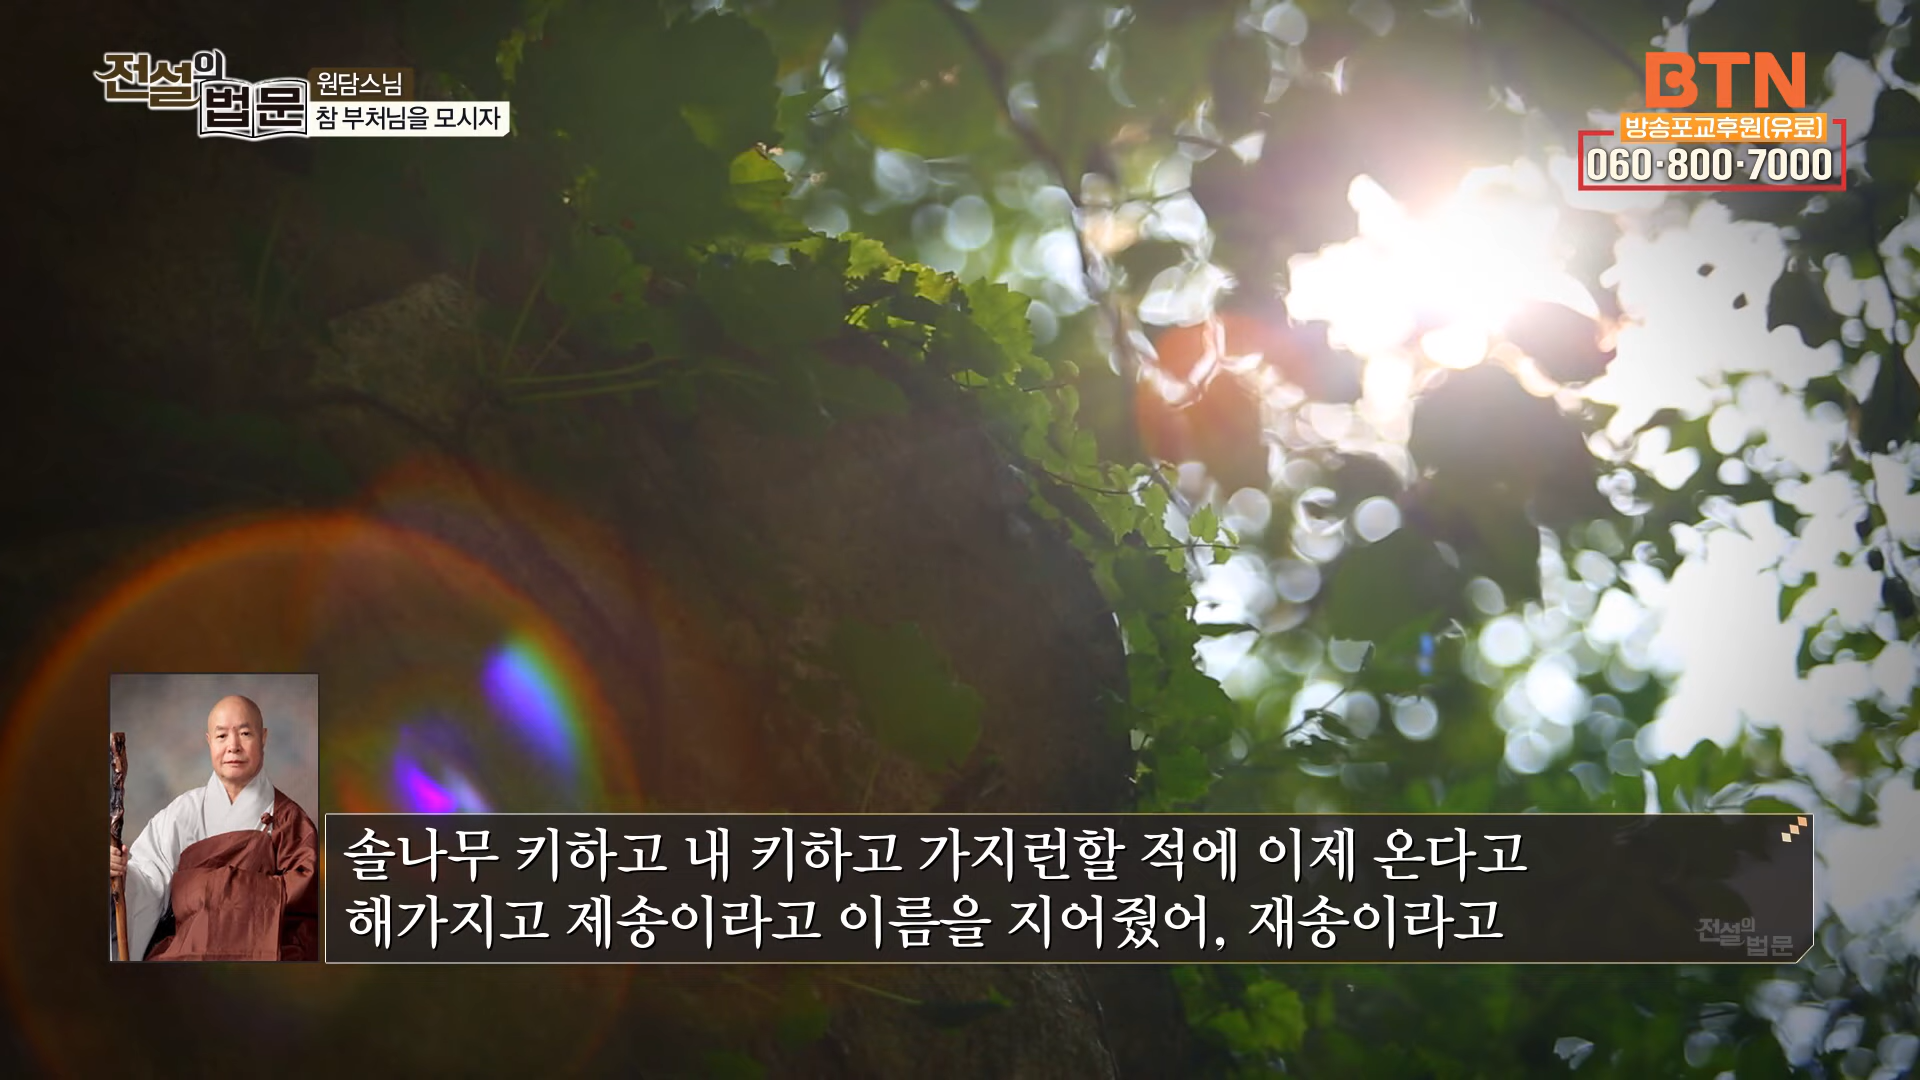 전설의 법문
원담스님
참 부처님을 모시자
BTN
방송포교후원(유료)
060·800·7000
솔나무 키하고 내 키하고 가지런할 적에 이제 온다고
해가지고 제송이라고 이름을 지어줬어, 재송이라고
전설의 법문